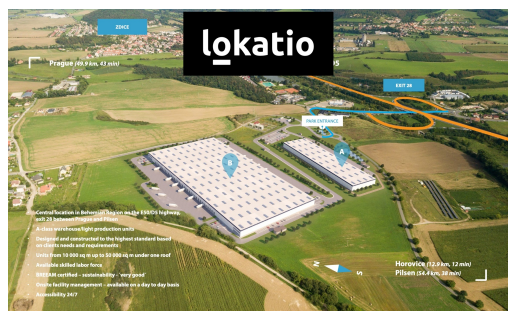 ZDICE
lokatio
Prague (49.9 km, 43 min)
EXIT 28
PARK ENTRANCE
A
B
Central location in Bohemian Region on the E50/D5 highway,
exit 28 between Prague and Pilsen
A-class warehouse/light production units
Designed and constructed to the highest standard based
on clients needs and requirements
Units from 10 000 sq m up to 50 000 sq m under one roof
Available skilled labor force
BREEAM certified – sustainability – very good
Onsite facility management – available on a day to day basis
Accessibility 24/7
N
S
Horovice (12.9 km, 12 min)
Pilsen (54.4 km, 38 min)